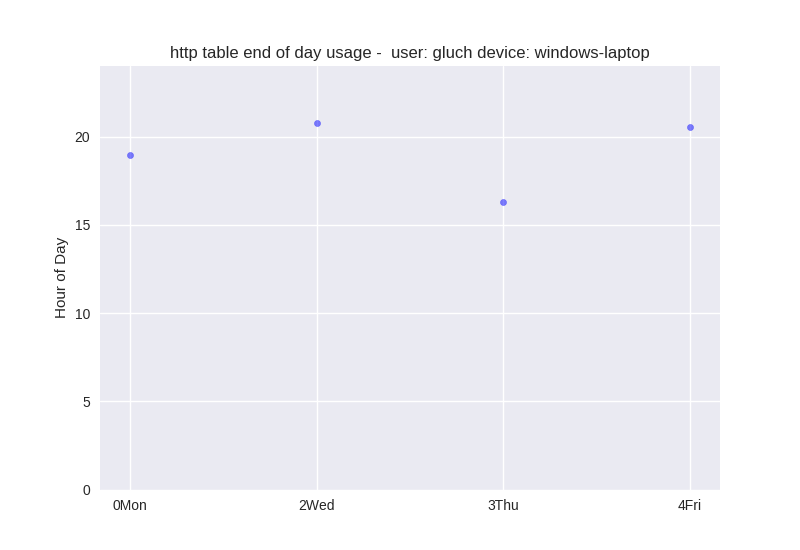 http table end of day usage -  user: gluch device: windows-laptop
20
15
10
5
0
Hour of Day
0Mon 2Wed 3Thu 4Fri